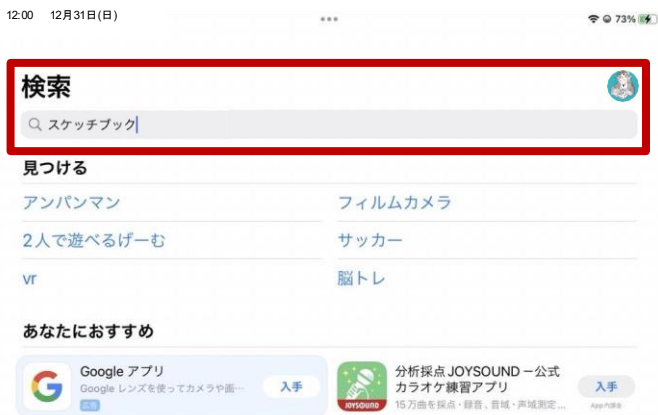 12:00 12月31日(日)
73%
検索
スケッチブック
見つける
アンパンマン
フィルムカメラ
2人で遊べるげーむ
サッカー
vr
脳トレ
あなたにおすすめ
Google アプリ
Google レンズを使ってカメラや画…
広告
入手
分析採点 JOYSOUND －公式
カラオケ練習アプリ
15万曲を採点・録音。音域・声域測定…
入手
App内課金
JOYSOUND